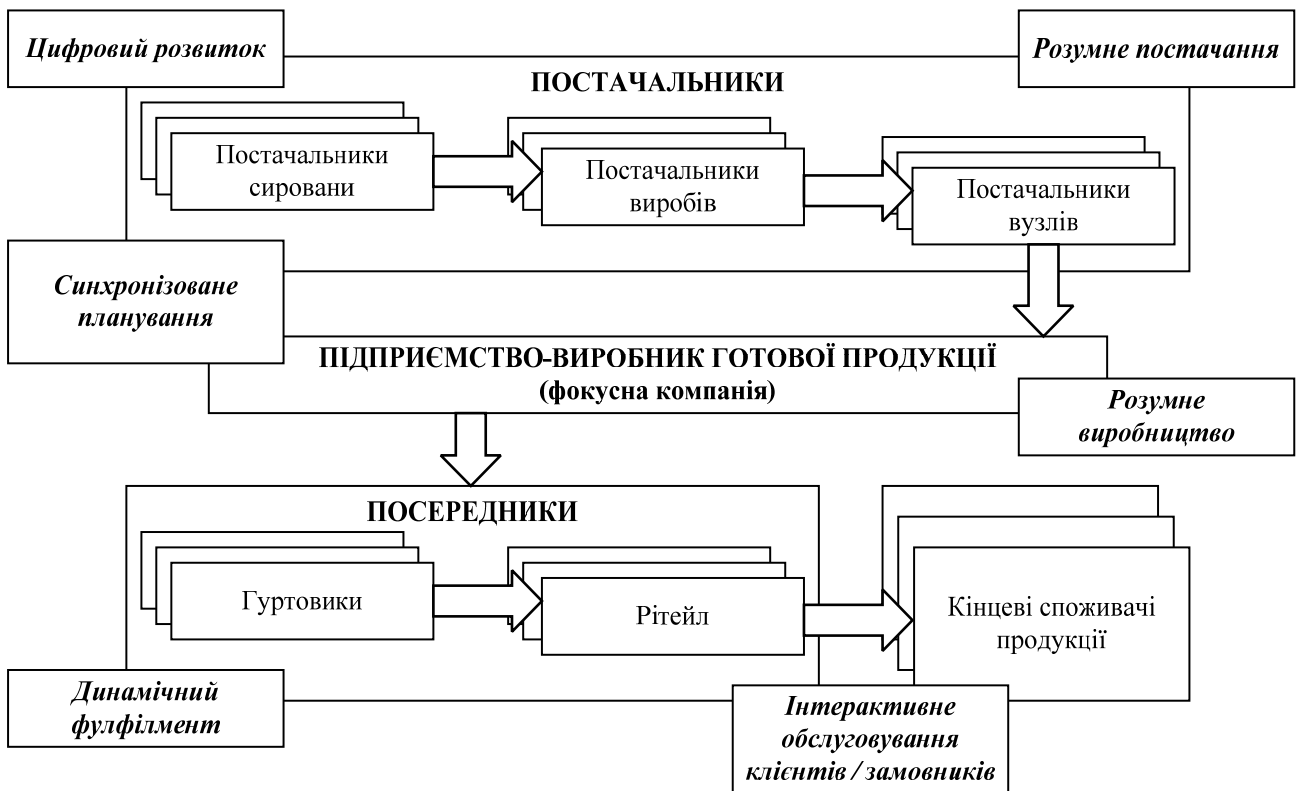 Цифровий розвиток
Розумне постачання
ПОСТАЧАЛЬНИКИ
Постачальники
сировани
Постачальники
виробів
Постачальники
вузлів
Синхронізоване
планування
ПІДПРИЄМСТВО-ВИРОБНИК ГОТОВОЇ ПРОДУКЦІЇ
(фокусна компанія)
Розумне
виробництво
ПОСЕРЕДНИКИ
Гуртовики
Рітейл
Кінцеві споживачі
продукції
Динамічний
фулфілмент
Інтерактивне
обслуговування
клієнтів / замовників